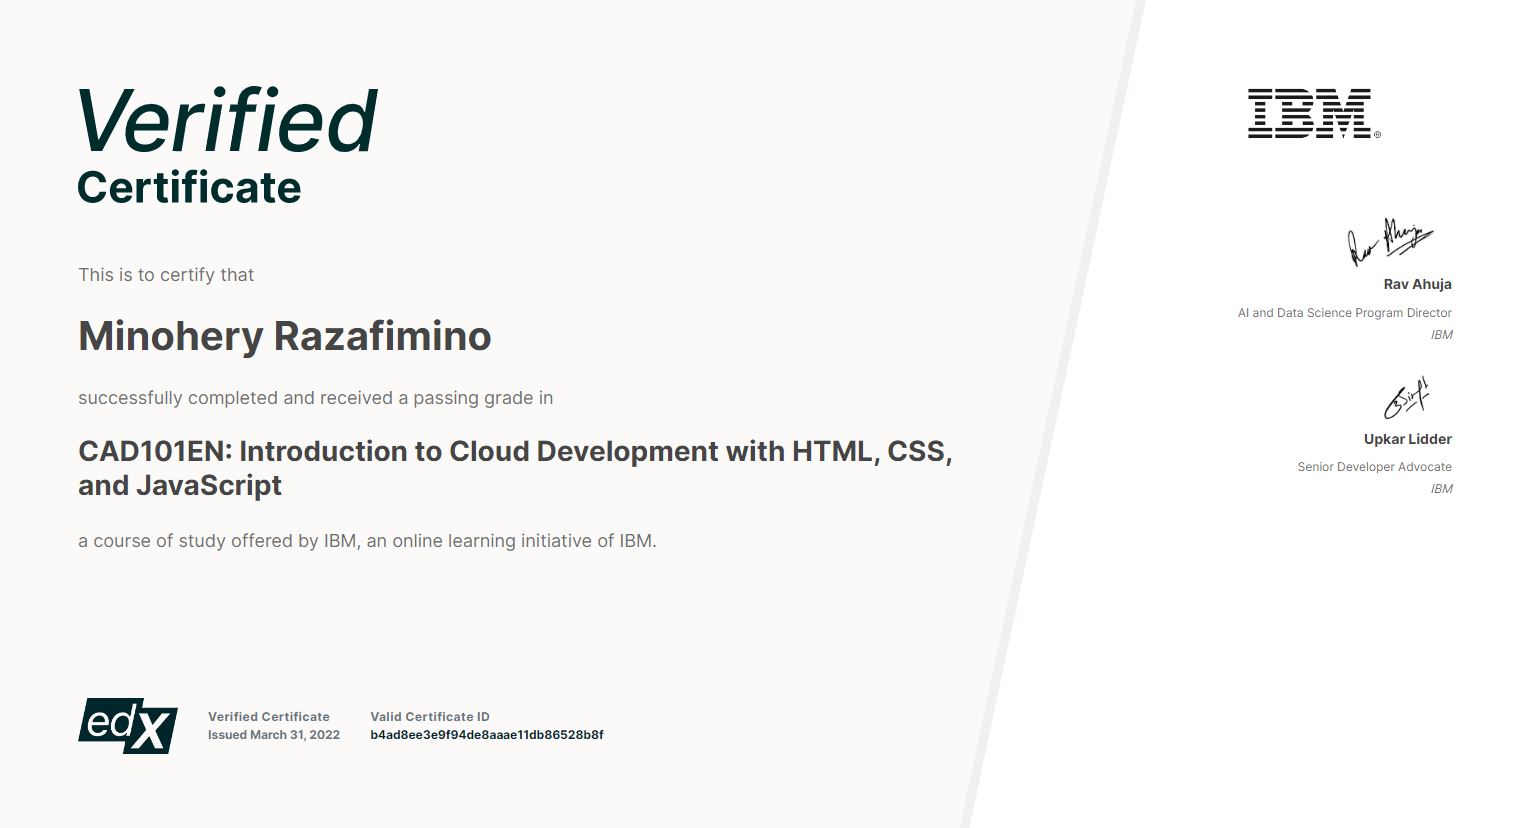 Verified
Certificate
This is to certify that
Minohery Razafimino
successfully completed and received a passing grade in
CAD101EN: Introduction to Cloud Development with HTML, CSS,
and JavaScript
a course of study offered by IBM, an online learning initiative of IBM.
edX
Verified Certificate
Issued March 31, 2022
Valid Certificate ID
b4ad8ee3e9f94de8aaae11db86528b8f
IBM®
Rav Ahuja
Rav Ahuja
AI and Data Science Program Director
IBM
Upkar Lidder
Senior Developer Advocate
IBM